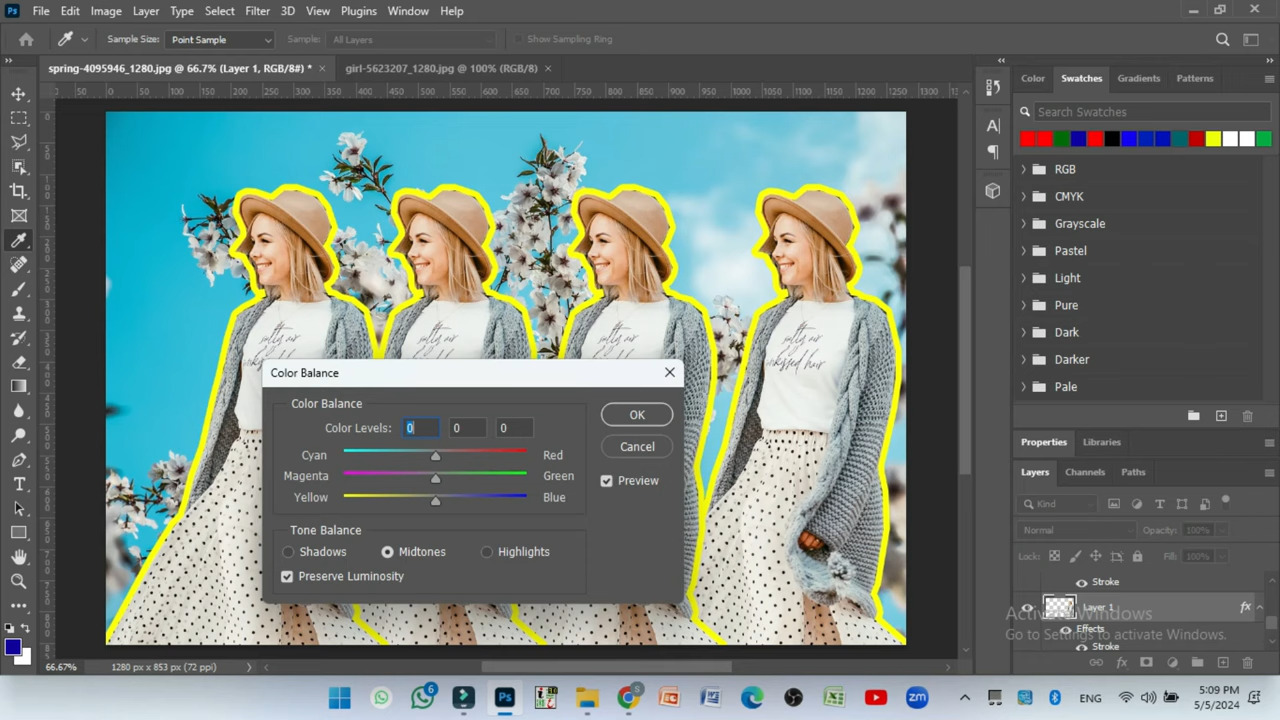 Ps File Edit Image Layer Type Select Filter 3D View Plugins Window Help
Sample Size: Point Sample Sample: All Layers Show Sampling Ring
spring-4095946_1280.jpg @ 66.7% (Layer 1, RGB/8#) * × girl-5623207_1280.jpg @ 100% (RGB/8) ×
Color Swatches Gradients Patterns
Search Swatches
RGB
CMYK
Grayscale
Pastel
Light
Pure
Dark
Darker
Pale
Color Balance
Color Balance
Color Levels: 0 0 0
Cyan Red
Magenta Green
Yellow Blue
Tone Balance
Shadows Midtones Highlights
Preserve Luminosity
OK
Cancel
Preview
Properties Libraries
Layers Channels Paths
Kind
Normal Opacity: 100%
Lock: Fill: 100%
Stroke
Layer 1 fx
Effects
Stroke
Activate Windows
Go to Settings to activate Windows.
66.67% 1280 px x 853 px (72 ppi)
6 Ps S zm ENG 5:09 PM
5/5/2024